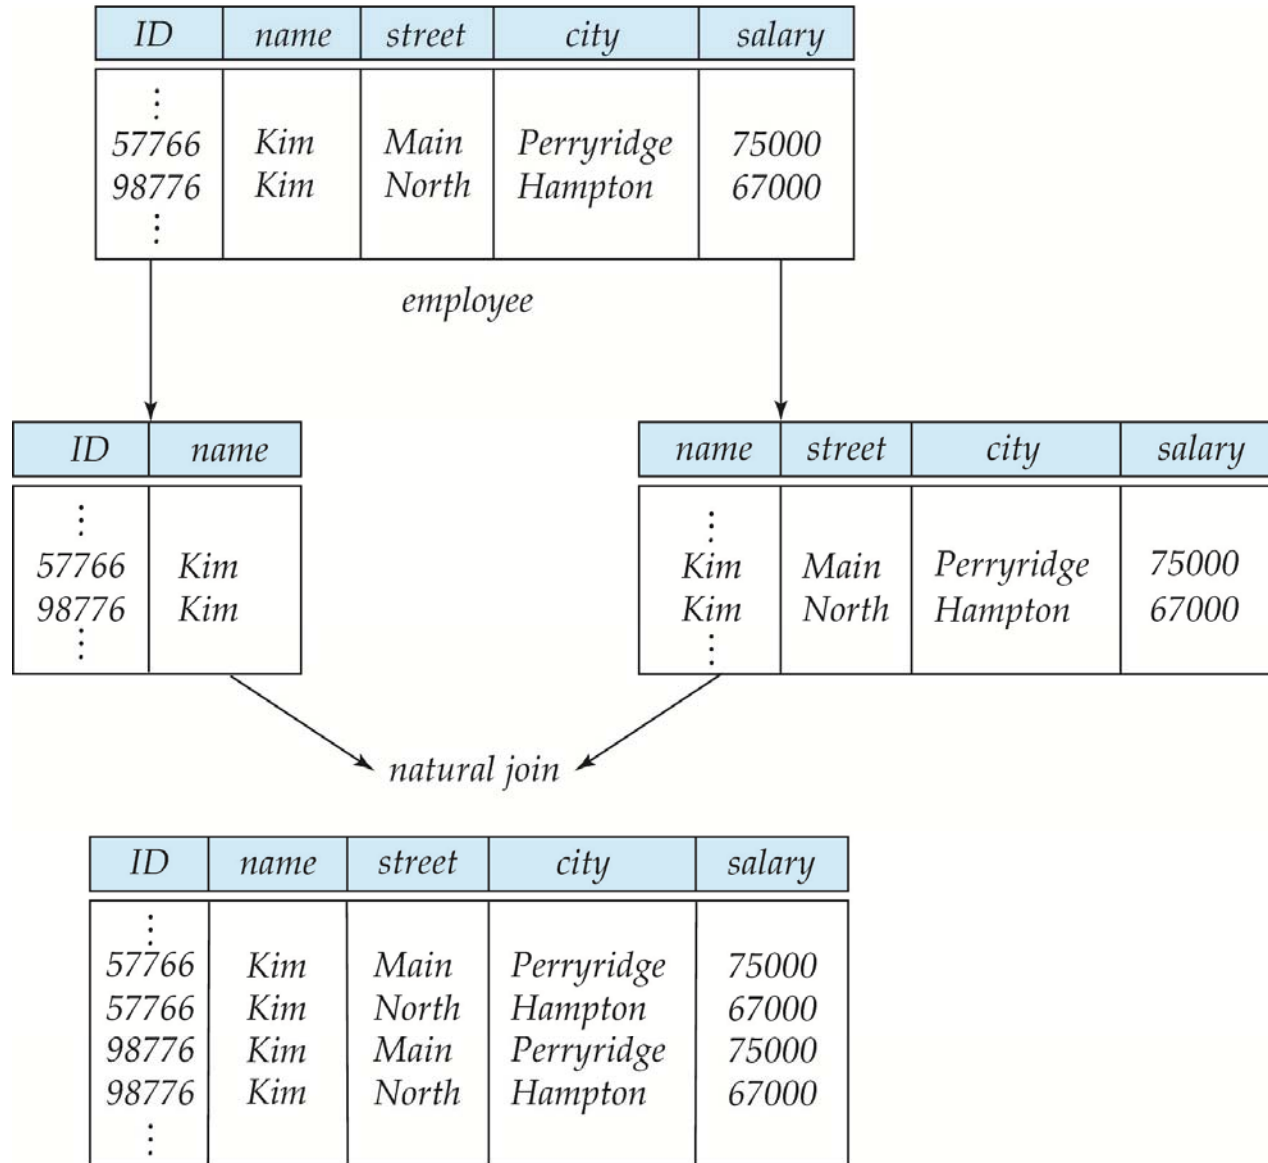 ID name street city salary
⋮
57766 Kim Main Perryridge 75000
98776 Kim North Hampton 67000
⋮
employee
ID name
⋮
57766 Kim
98776 Kim
⋮
name street city salary
⋮
Kim Main Perryridge 75000
Kim North Hampton 67000
⋮
natural join
ID name street city salary
⋮
57766 Kim Main Perryridge 75000
57766 Kim North Hampton 67000
98776 Kim Main Perryridge 75000
98776 Kim North Hampton 67000
⋮